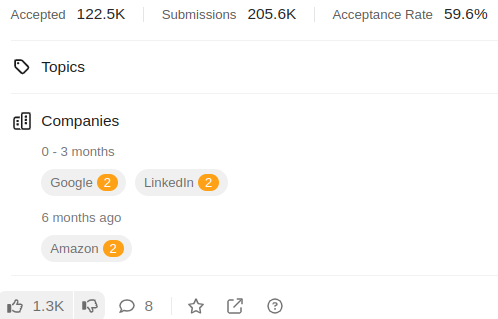 Accepted 122.5K Submissions 205.6K Acceptance Rate 59.6%
Topics
Companies
0 - 3 months
Google 2 LinkedIn 2
6 months ago
Amazon 2
1.3K 8